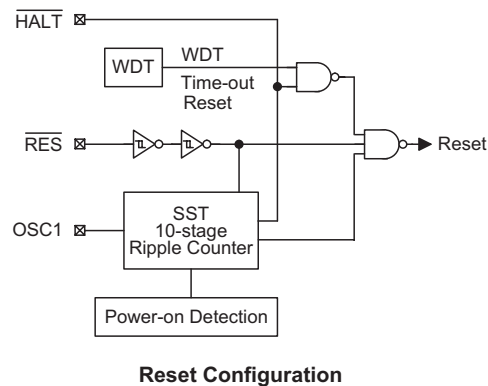 HALT
WDT
WDT
Time-out
Reset
RES
Reset
OSC1
SST
10-stage
Ripple Counter
Power-on Detection
Reset Configuration